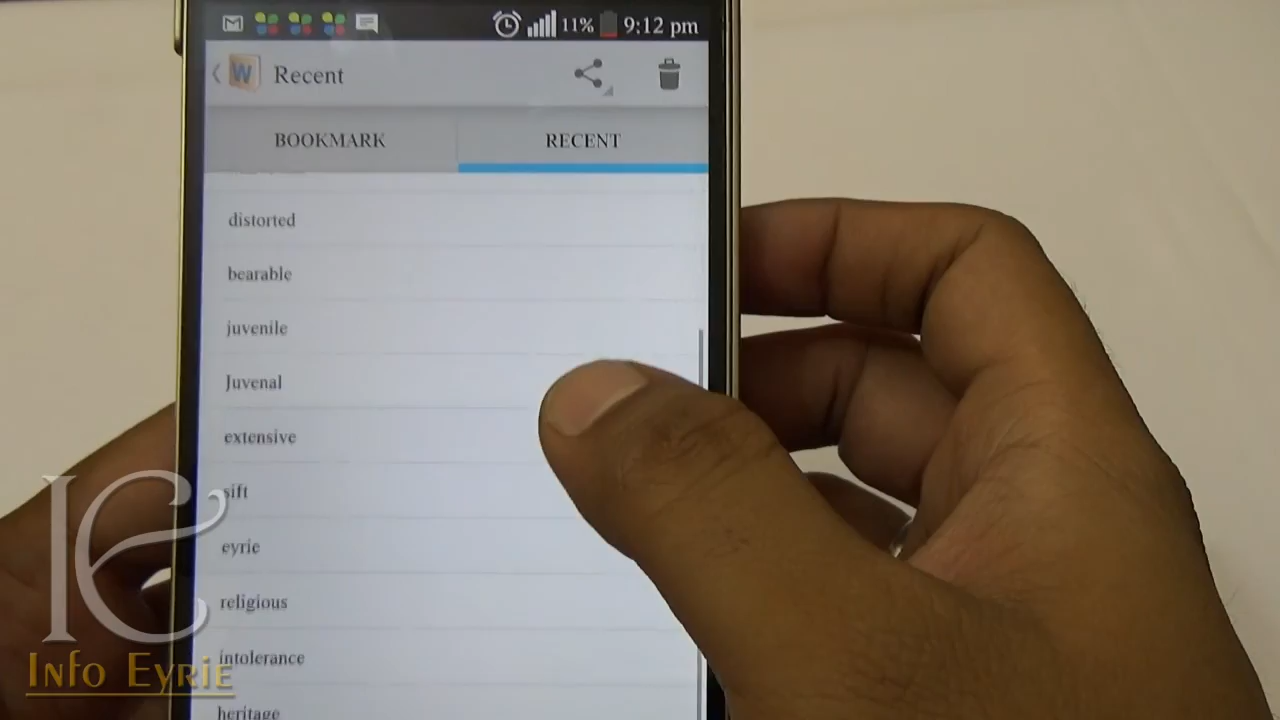 11% 9:12 pm
W Recent
BOOKMARK RECENT
distorted
bearable
juvenile
Juvenal
extensive
sift
eyrie
religious
intolerance
heritage
IE
Info Eyrie